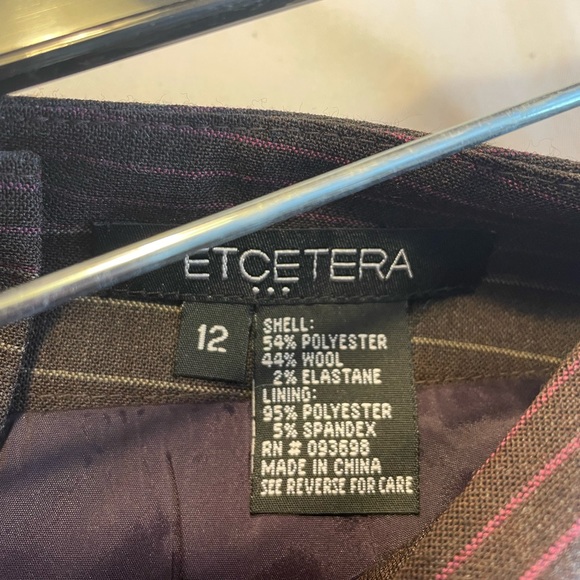 ETCETERA
12
SHELL:
54% POLYESTER
44% WOOL
2% ELASTANE
LINING:
95% POLYESTER
5% SPANDEX
RN # 093698
MADE IN CHINA
SEE REVERSE FOR CARE